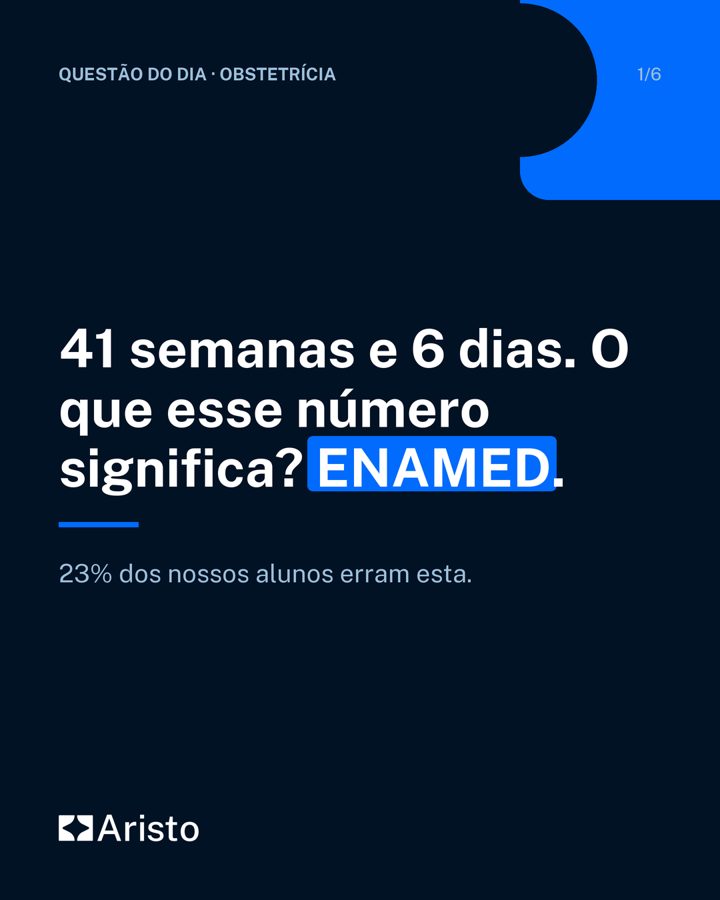 QUESTÃO DO DIA · OBSTETRÍCIA
1/6
41 semanas e 6 dias. O
que esse número
significa? ENAMED.
23% dos nossos alunos erram esta.
Aristo